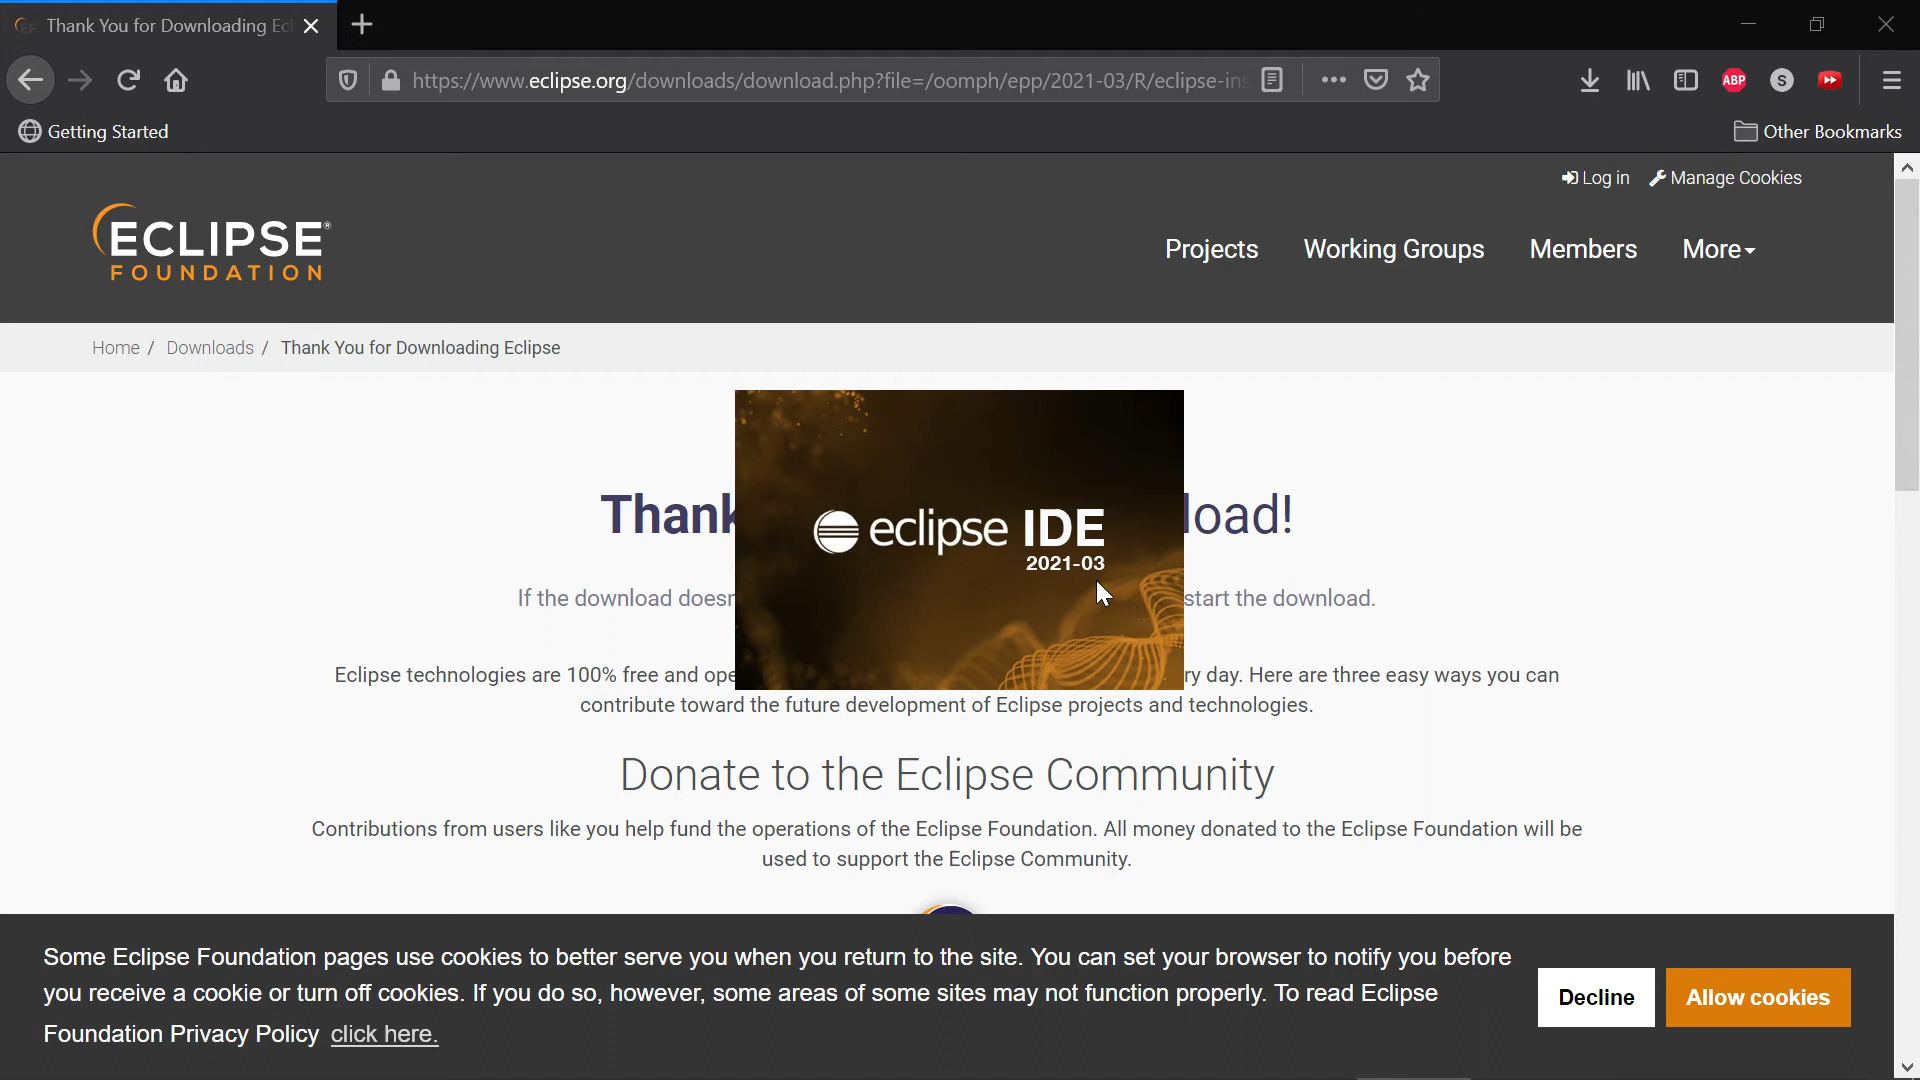 Thank You for Downloading Ecl
https://www.eclipse.org/downloads/download.php?file=/oomph/epp/2021-03/R/eclipse-ins
ABP
S
Getting Started
Other Bookmarks
Log in
Manage Cookies
ECLIPSE®
FOUNDATION
Projects
Working Groups
Members
More
Home / Downloads / Thank You for Downloading Eclipse
Thank
load!
eclipse IDE
2021-03
If the download doesn
start the download.
Eclipse technologies are 100% free and ope
ry day. Here are three easy ways you can
contribute toward the future development of Eclipse projects and technologies.
Donate to the Eclipse Community
Contributions from users like you help fund the operations of the Eclipse Foundation. All money donated to the Eclipse Foundation will be
used to support the Eclipse Community.
Some Eclipse Foundation pages use cookies to better serve you when you return to the site. You can set your browser to notify you before
you receive a cookie or turn off cookies. If you do so, however, some areas of some sites may not function properly. To read Eclipse
Foundation Privacy Policy click here.
Decline
Allow cookies